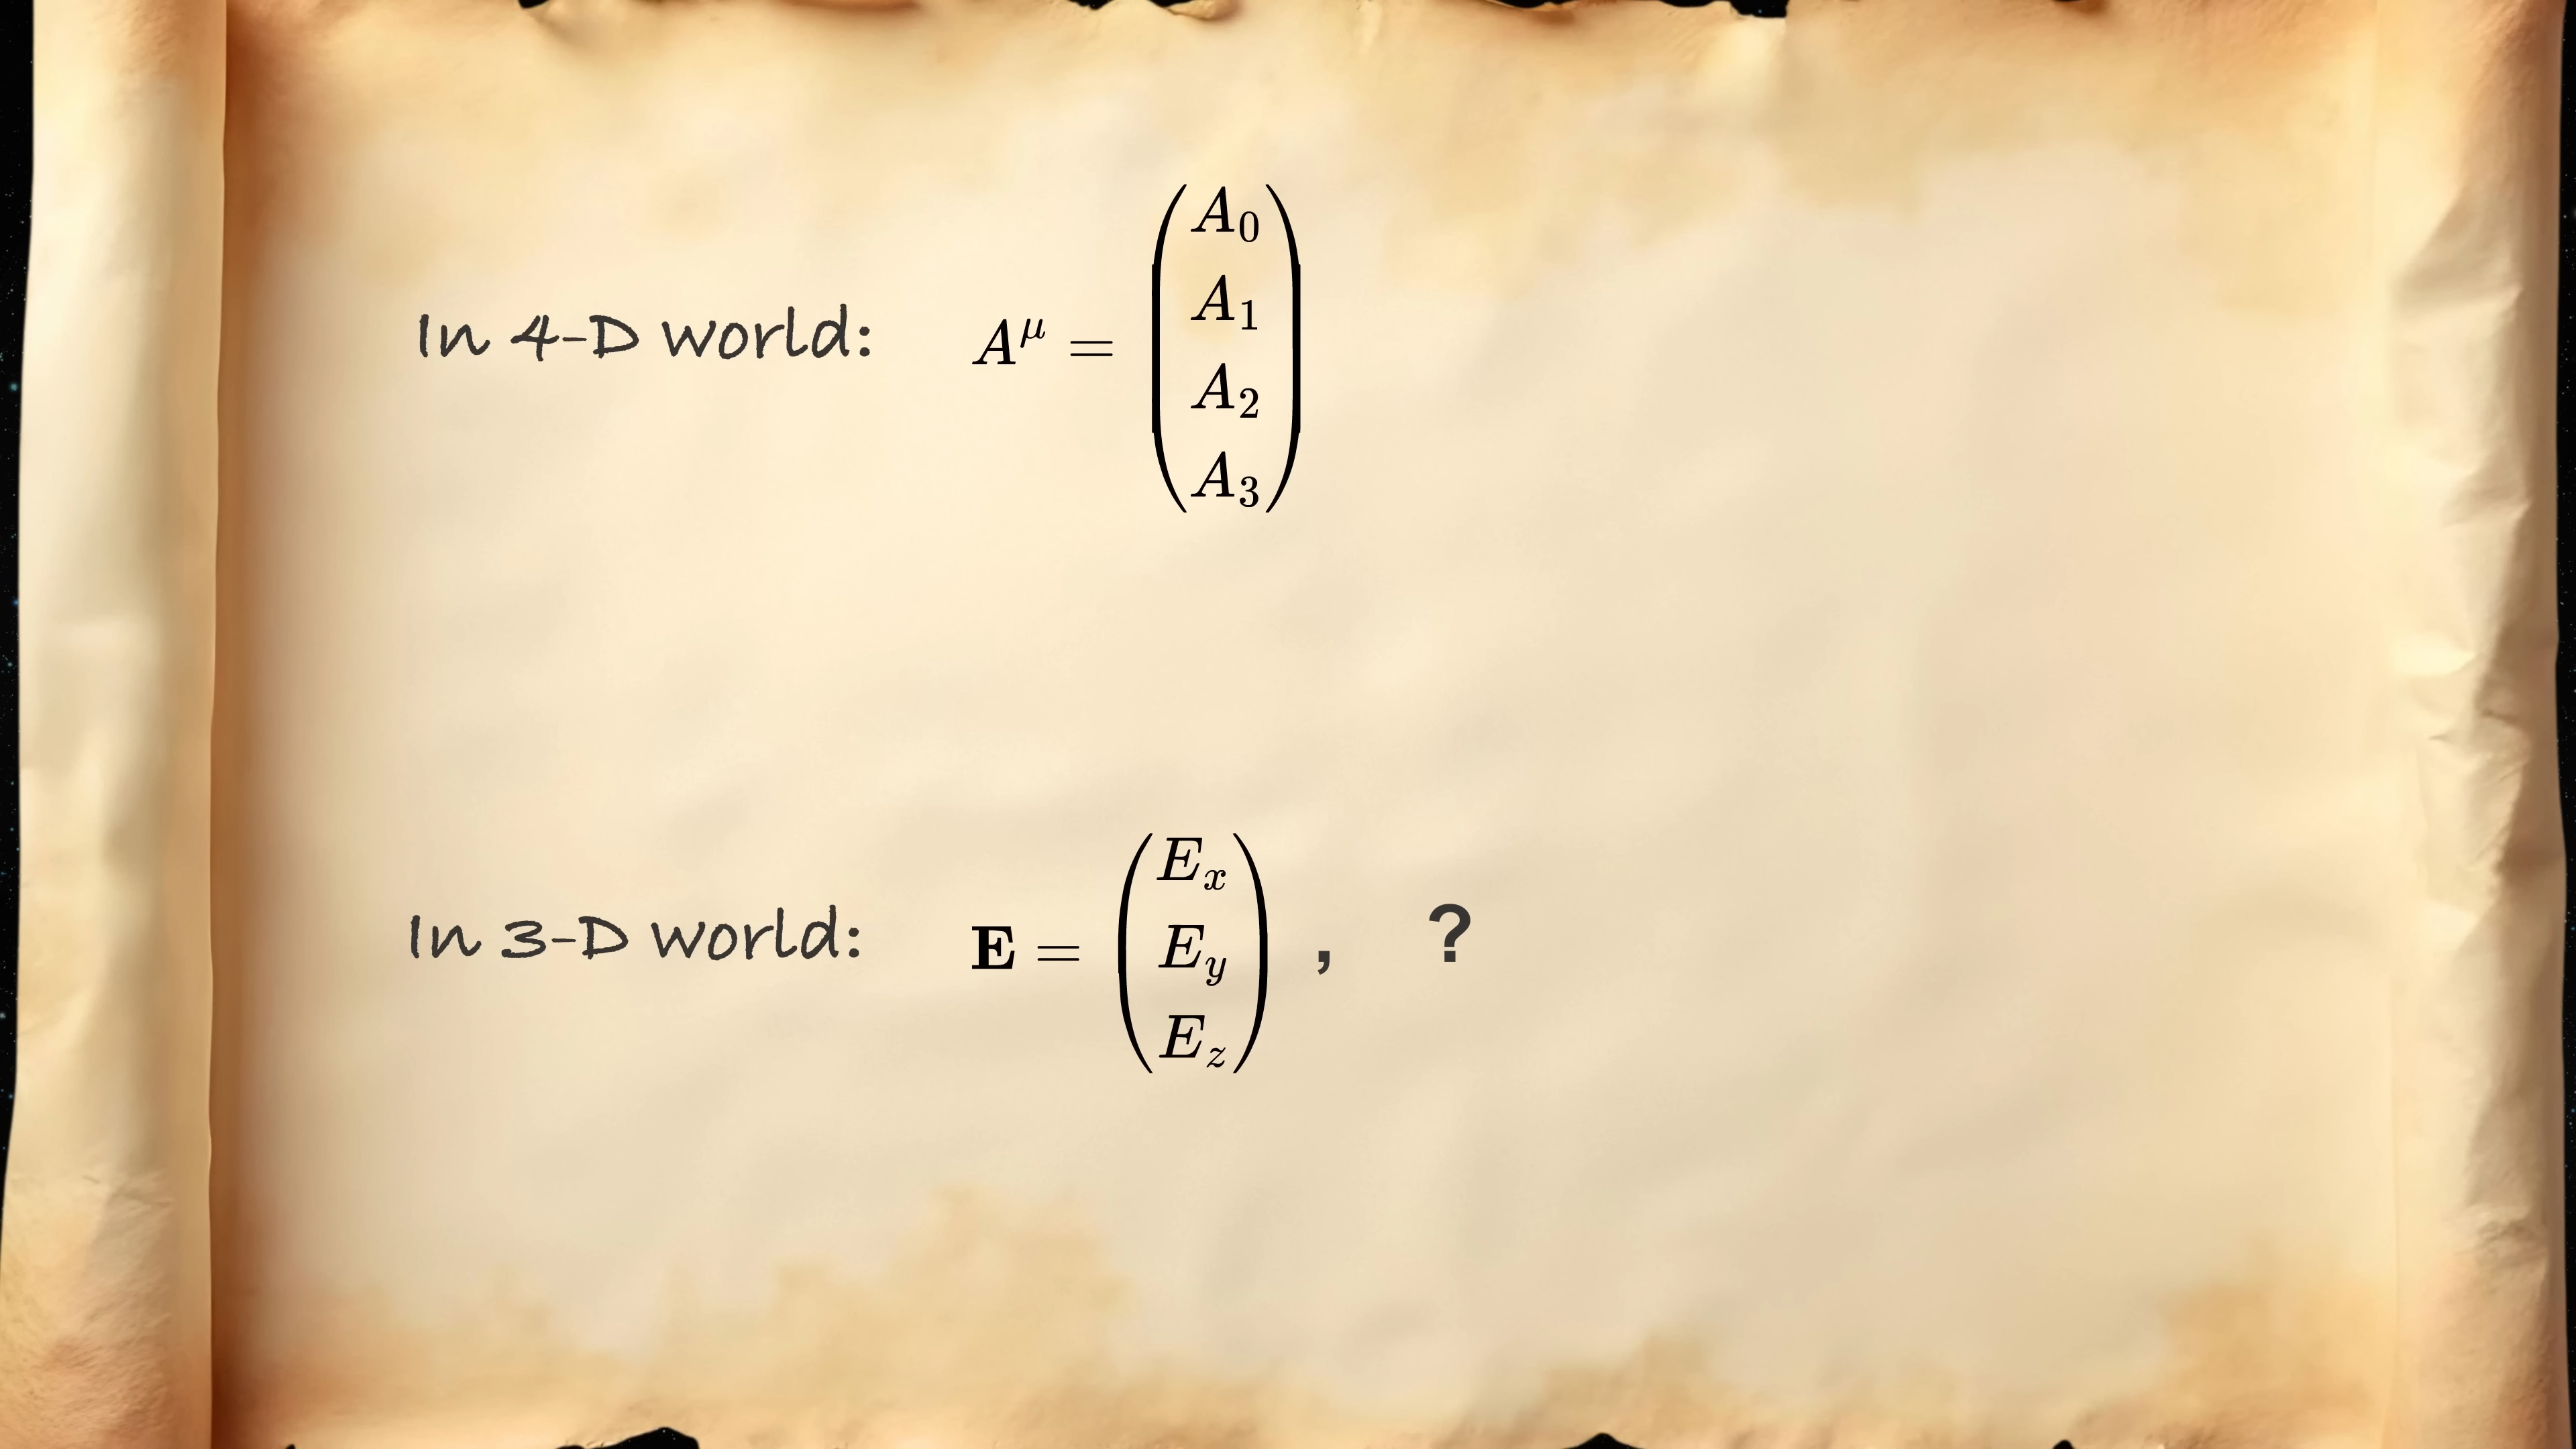 In 4-D world: A^μ = (A_0 A_1 A_2 A_3)
In 3-D world: E = (E_x E_y E_z) , ?